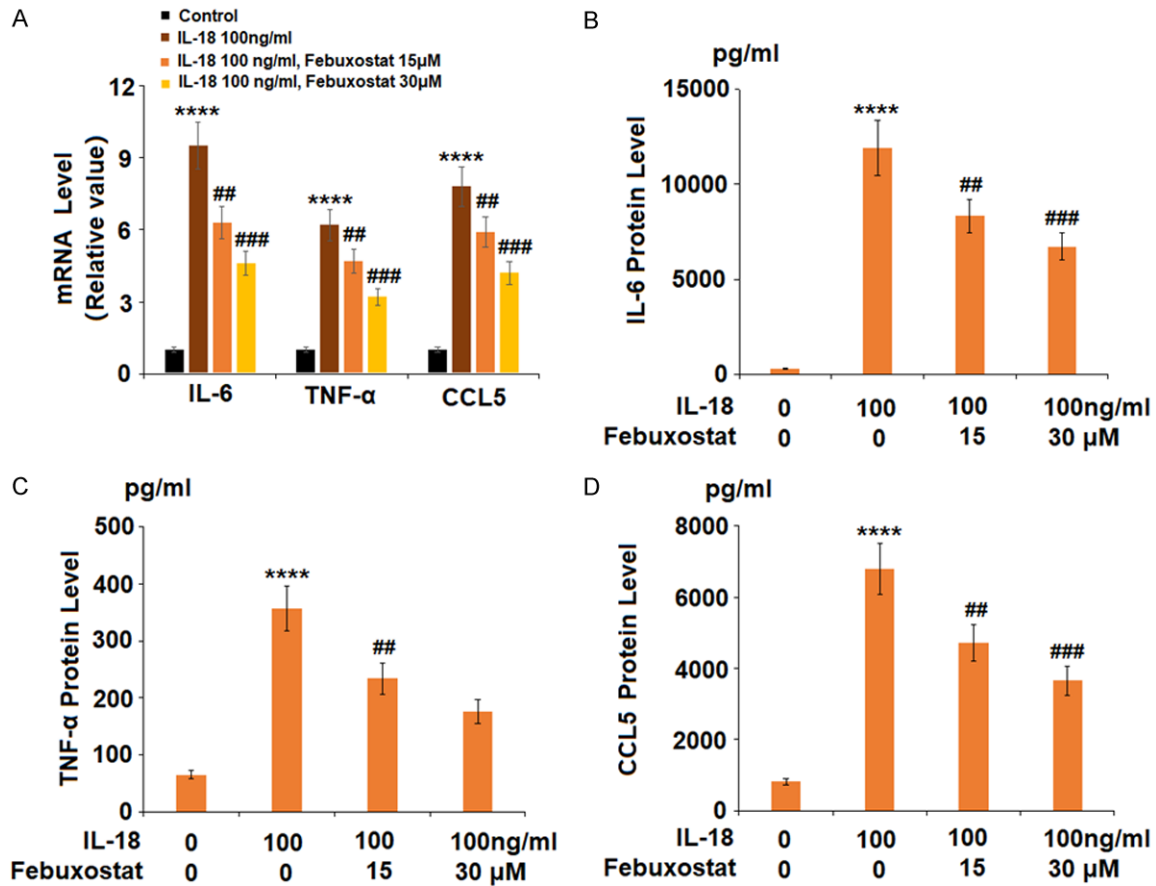 A
Control
IL-18 100ng/ml
IL-18 100 ng/ml, Febuxostat 15μM
IL-18 100 ng/ml, Febuxostat 30μM
mRNA Level
(Relative value)
12
9
6
3
0
**** ## ###
**** ## ###
**** ## ###
IL-6 TNF-α CCL5
B
pg/ml
IL-6 Protein Level
15000
10000
5000
0
**** ## ###
IL-18 0 100 100 100ng/ml
Febuxostat 0 0 15 30 μM
C
pg/ml
TNF-α Protein Level
500
400
300
200
100
0
**** ##
IL-18 0 100 100 100ng/ml
Febuxostat 0 0 15 30 μM
D
pg/ml
CCL5 Protein Level
8000
6000
4000
2000
0
**** ## ###
IL-18 0 100 100 100ng/ml
Febuxostat 0 0 15 30 μM